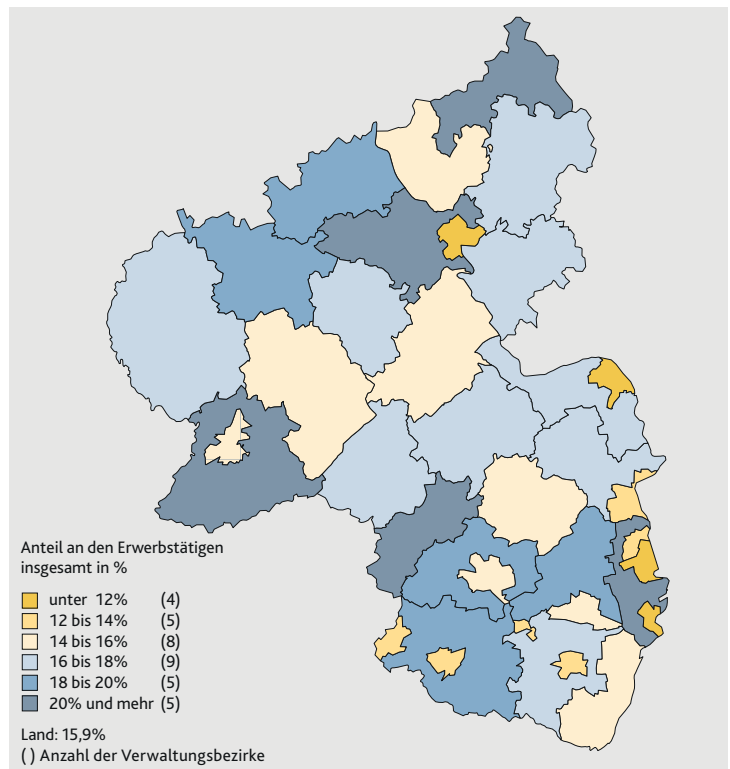 Anteil an den Erwerbstätigen
insgesamt in %
unter 12% (4)
12 bis 14% (5)
14 bis 16% (8)
16 bis 18% (9)
18 bis 20% (5)
20% und mehr (5)
Land: 15,9%
( ) Anzahl der Verwaltungsbezirke